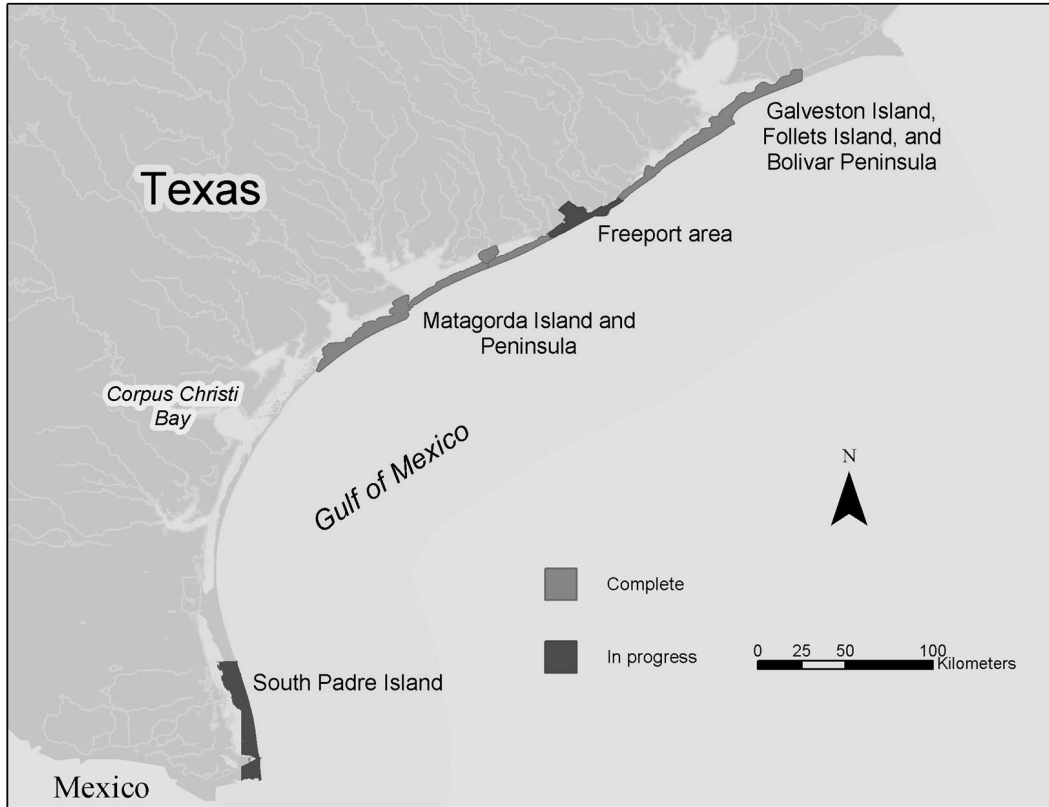 Galveston Island,
Follets Island, and
Bolivar Peninsula
Texas
Freeport area
Matagorda Island and
Peninsula
Corpus Christi
Bay
Gulf of Mexico
N
Complete
In progress
0 25 50 100
Kilometers
South Padre Island
Mexico